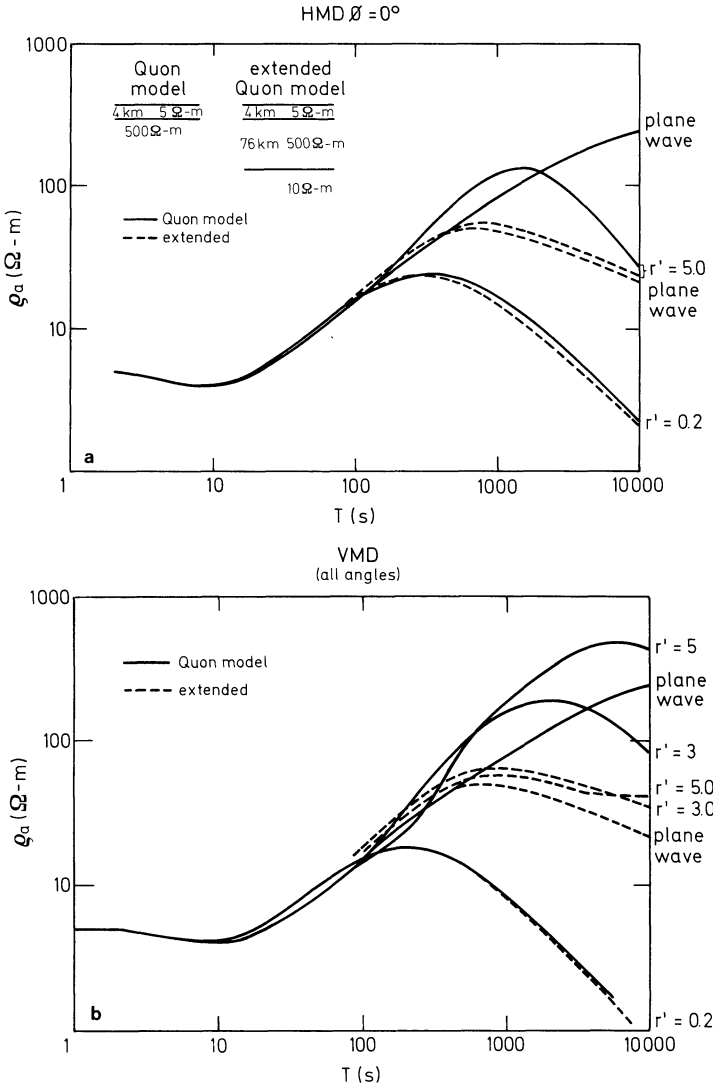 HMD Ø = 0°
1000
100
10
ϱa (Ω-m)
Quon model
4 km 5 Ω-m
500 Ω-m
extended Quon model
4 km 5 Ω-m
76 km 500 Ω-m
10 Ω-m
Quon model
extended
plane wave
r' = 5.0
plane wave
r' = 0.2
a
1 10 100 1000 10000
T (s)
VMD
(all angles)
1000
100
10
ϱa (Ω-m)
Quon model
extended
r' = 5
plane wave
r' = 3
r' = 5.0
r' = 3.0
plane wave
r' = 0.2
b
1 10 100 1000 10000
T (s)